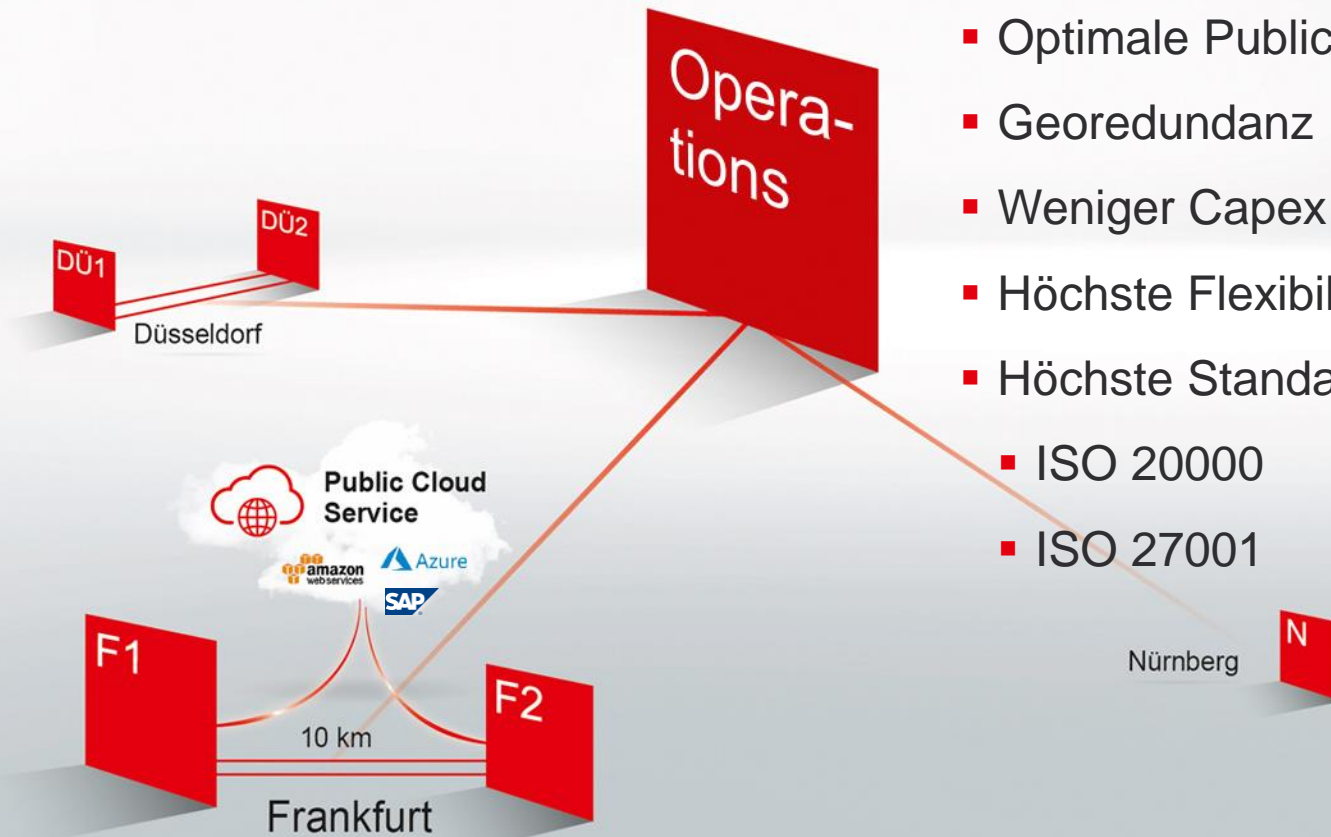 Opera-
tions
DÜ1
DÜ2
Düsseldorf
Public Cloud
Service
amazon
webservices
Azure
SAP
F1
F2
10 km
Frankfurt
Nürnberg
N
Optimale Public
Georedundanz
Weniger Capex
Höchste Flexibil
Höchste Standa
ISO 20000
ISO 27001